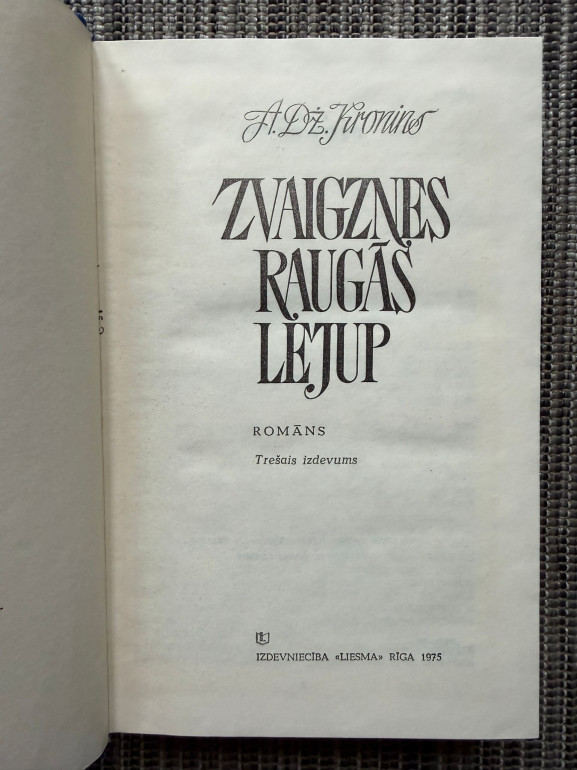 A. Dž. Kronins
ZVAIGZNES
RAUGĀS
LEJUP
ROMĀNS
Trešais izdevums
IZDEVNIECĪBA «LIESMA» RĪGA 1975